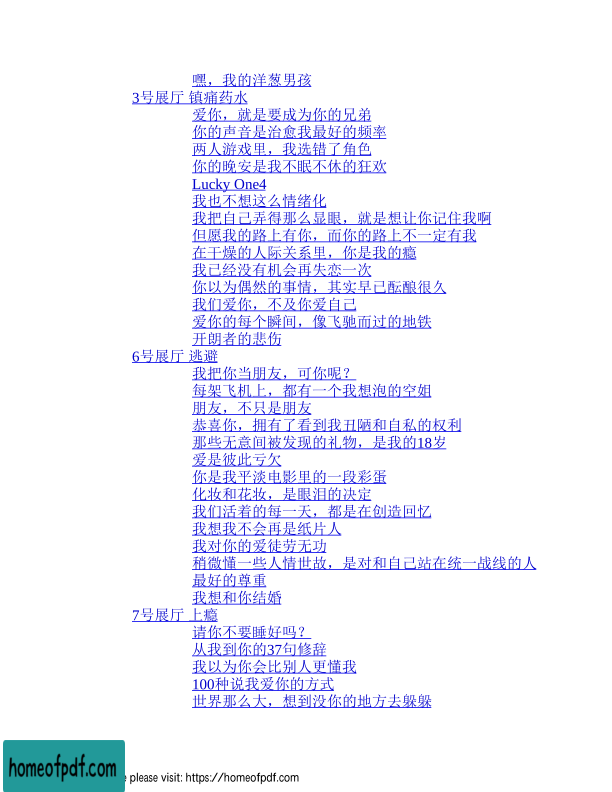 嘿，我的洋葱男孩
3号展厅 镇痛药水
爱你，就是要成为你的兄弟
你的声音是治愈我最好的频率
两人游戏里，我选错了角色
你的晚安是我不眠不休的狂欢
Lucky One4
我也不想这么情绪化
我把自己弄得那么显眼，就是想让你记住我啊
但愿我的路上有你，而你的路上不一定有我
在干燥的人际关系里，你是我的瘾
我已经没有机会再失恋一次
你以为偶然的事情，其实早已酝酿很久
我们爱你，不及你爱自己
爱你的每个瞬间，像飞驰而过的地铁
开朗者的悲伤
6号展厅 逃避
我把你当朋友，可你呢？
每架飞机上，都有一个我想泡的空姐
朋友，不只是朋友
恭喜你，拥有了看到我丑陋和自私的权利
那些无意间被发现的礼物，是我的18岁
爱是彼此亏欠
你是我平淡电影里的一段彩蛋
化妆和花妆，是眼泪的决定
我们活着的每一天，都是在创造回忆
我想我不会再是纸片人
我对你的爱徒劳无功
稍微懂一些人情世故，是对和自己站在统一战线的人
最好的尊重
我想和你结婚
7号展厅 上瘾
请你不要睡好吗？
从我到你的37句修辞
我以为你会比别人更懂我
100种说我爱你的方式
世界那么大，想到没你的地方去躲躲
homeofpdf.com
e please visit: https://homeofpdf.com